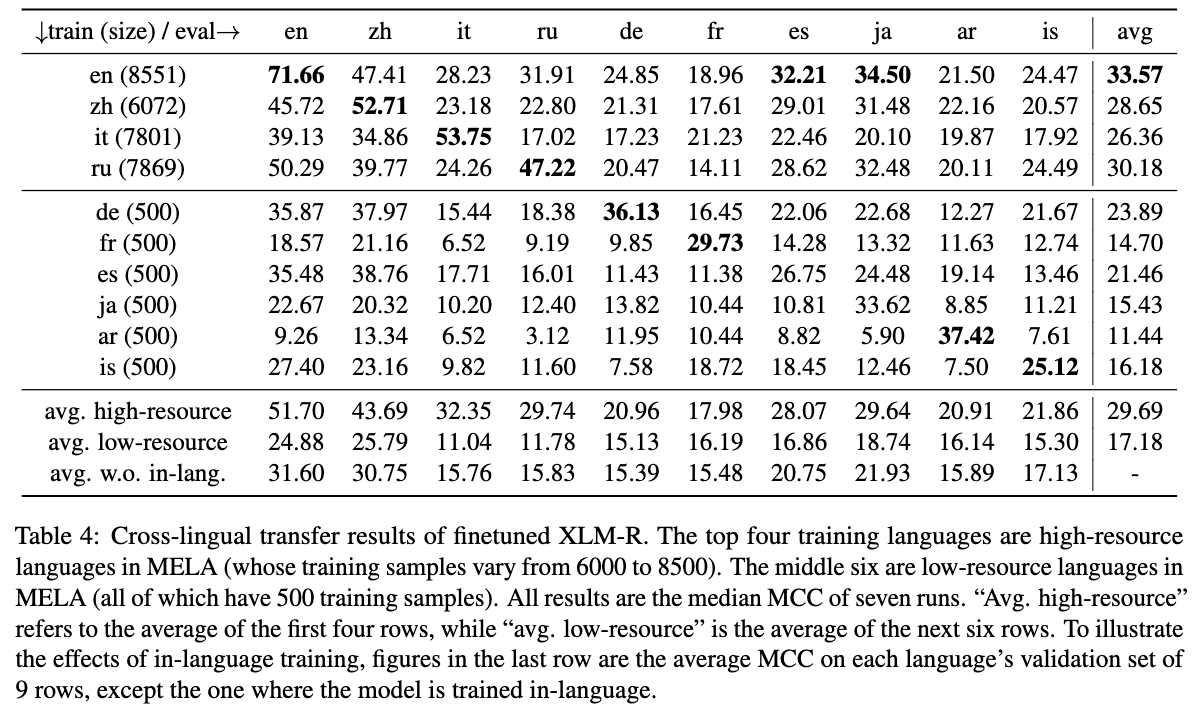 ↓train (size) / eval→ en zh it ru de fr es ja ar is avg
en (8551) 71.66 47.41 28.23 31.91 24.85 18.96 32.21 34.50 21.50 24.47 33.57
zh (6072) 45.72 52.71 23.18 22.80 21.31 17.61 29.01 31.48 22.16 20.57 28.65
it (7801) 39.13 34.86 53.75 17.02 17.23 21.23 22.46 20.10 19.87 17.92 26.36
ru (7869) 50.29 39.77 24.26 47.22 20.47 14.11 28.62 32.48 20.11 24.49 30.18
de (500) 35.87 37.97 15.44 18.38 36.13 16.45 22.06 22.68 12.27 21.67 23.89
fr (500) 18.57 21.16 6.52 9.19 9.85 29.73 14.28 13.32 11.63 12.74 14.70
es (500) 35.48 38.76 17.71 16.01 11.43 11.38 26.75 24.48 19.14 13.46 21.46
ja (500) 22.67 20.32 10.20 12.40 13.82 10.44 10.81 33.62 8.85 11.21 15.43
ar (500) 9.26 13.34 6.52 3.12 11.95 10.44 8.82 5.90 37.42 7.61 11.44
is (500) 27.40 23.16 9.82 11.60 7.58 18.72 18.45 12.46 7.50 25.12 16.18
avg. high-resource 51.70 43.69 32.35 29.74 20.96 17.98 28.07 29.64 20.91 21.86 29.69
avg. low-resource 24.88 25.79 11.04 11.78 15.13 16.19 16.86 18.74 16.14 15.30 17.18
avg. w.o. in-lang. 31.60 30.75 15.76 15.83 15.39 15.48 20.75 21.93 15.89 17.13 -
Table 4: Cross-lingual transfer results of finetuned XLM-R. The top four training languages are high-resource
languages in MELA (whose training samples vary from 6000 to 8500). The middle six are low-resource languages in
MELA (all of which have 500 training samples). All results are the median MCC of seven runs. “Avg. high-resource”
refers to the average of the first four rows, while “avg. low-resource” is the average of the next six rows. To illustrate
the effects of in-language training, figures in the last row are the average MCC on each language’s validation set of
9 rows, except the one where the model is trained in-language.